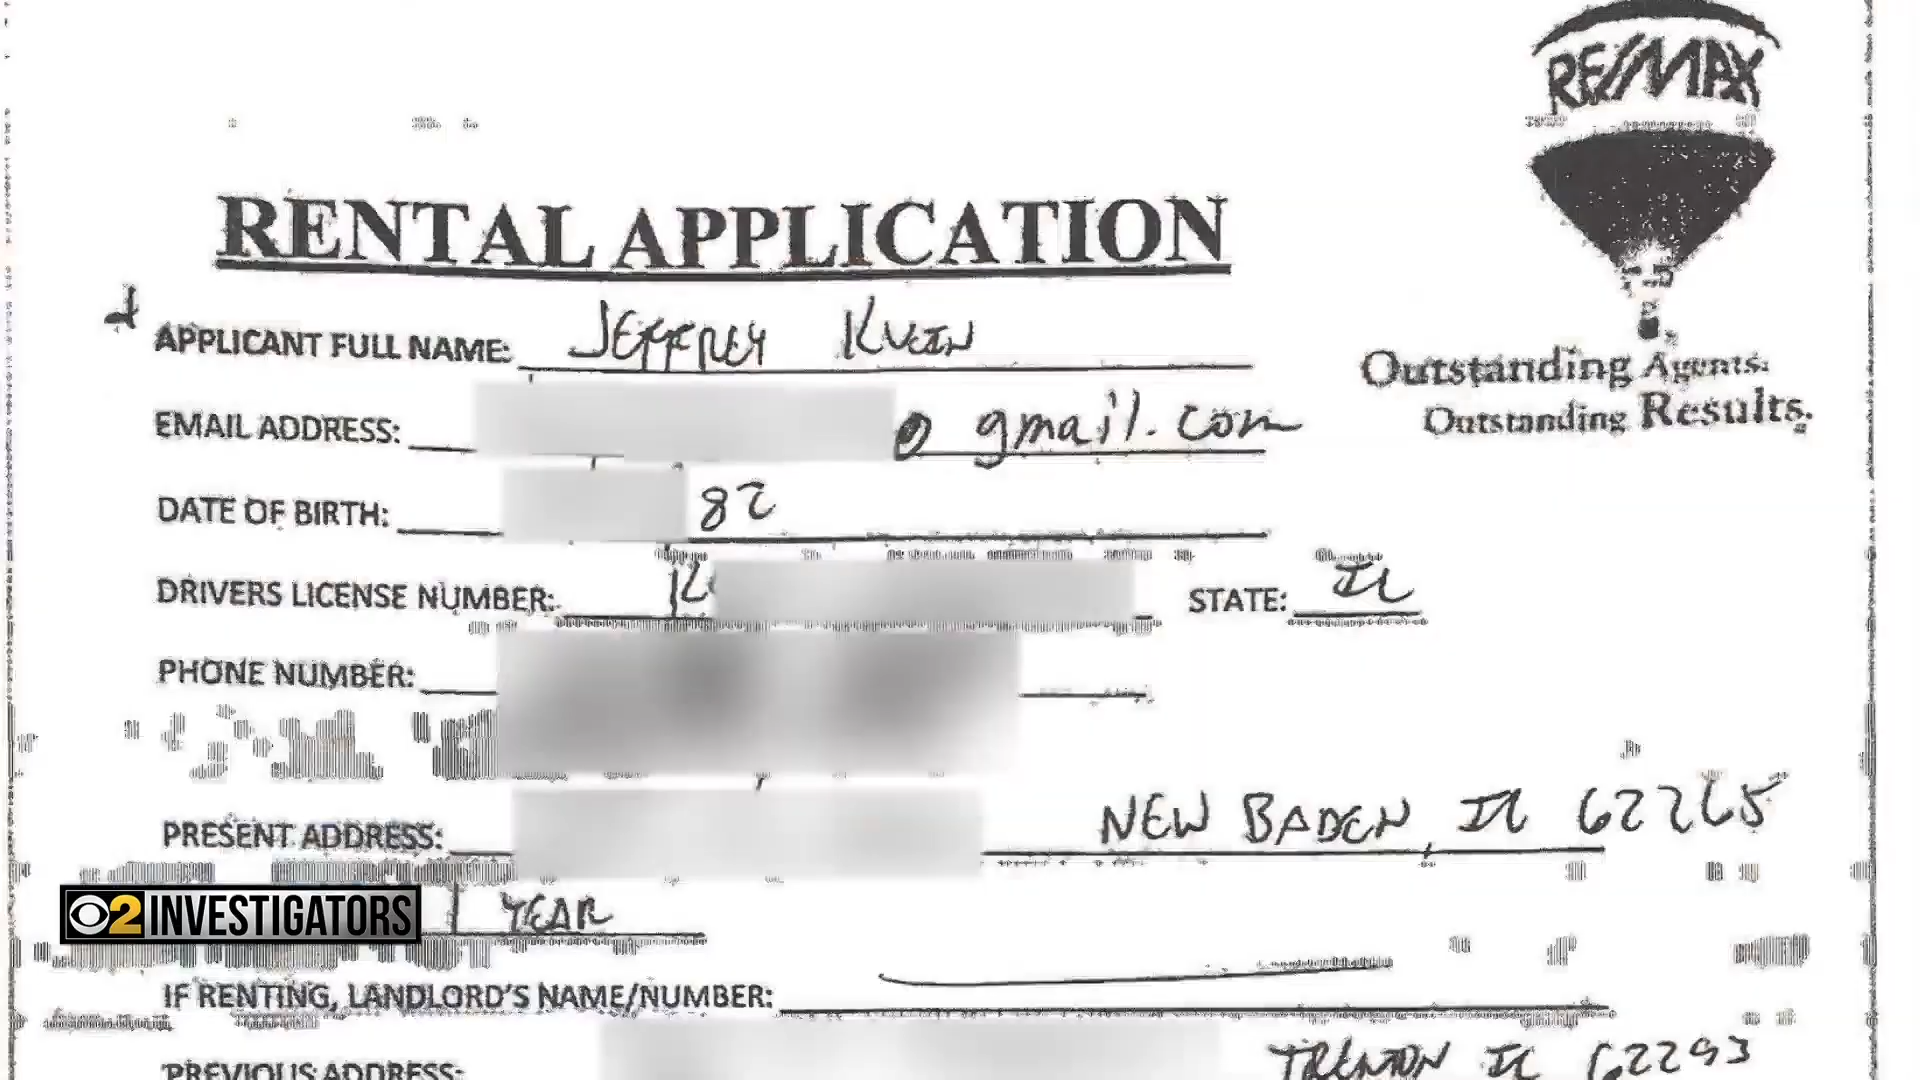 RE/MAX
RENTAL APPLICATION
Outstanding Agents.
Outstanding Results.
APPLICANT FULL NAME: JEFFREY KLEIN
EMAIL ADDRESS: @ gmail.com
DATE OF BIRTH: 82
DRIVERS LICENSE NUMBER: K STATE: IL
PHONE NUMBER:
PRESENT ADDRESS: NEW BADEN, IL 62265
2 INVESTIGATORS 1 YEAR
IF RENTING, LANDLORD'S NAME/NUMBER:
PREVIOUS ADDRESS: TRENTON IL 62293